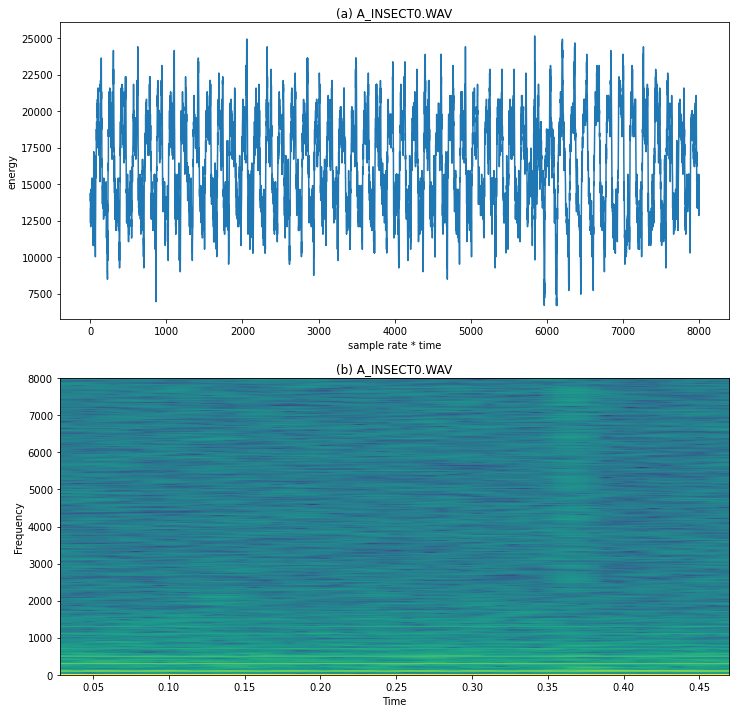 (a) A_INSECT0.WAV
25000
22500
20000
17500
15000
12500
10000
7500
energy
0 1000 2000 3000 4000 5000 6000 7000 8000
sample rate * time
(b) A_INSECT0.WAV
8000
7000
6000
5000
4000
3000
2000
1000
0
Frequency
0.05 0.10 0.15 0.20 0.25 0.30 0.35 0.40 0.45
Time